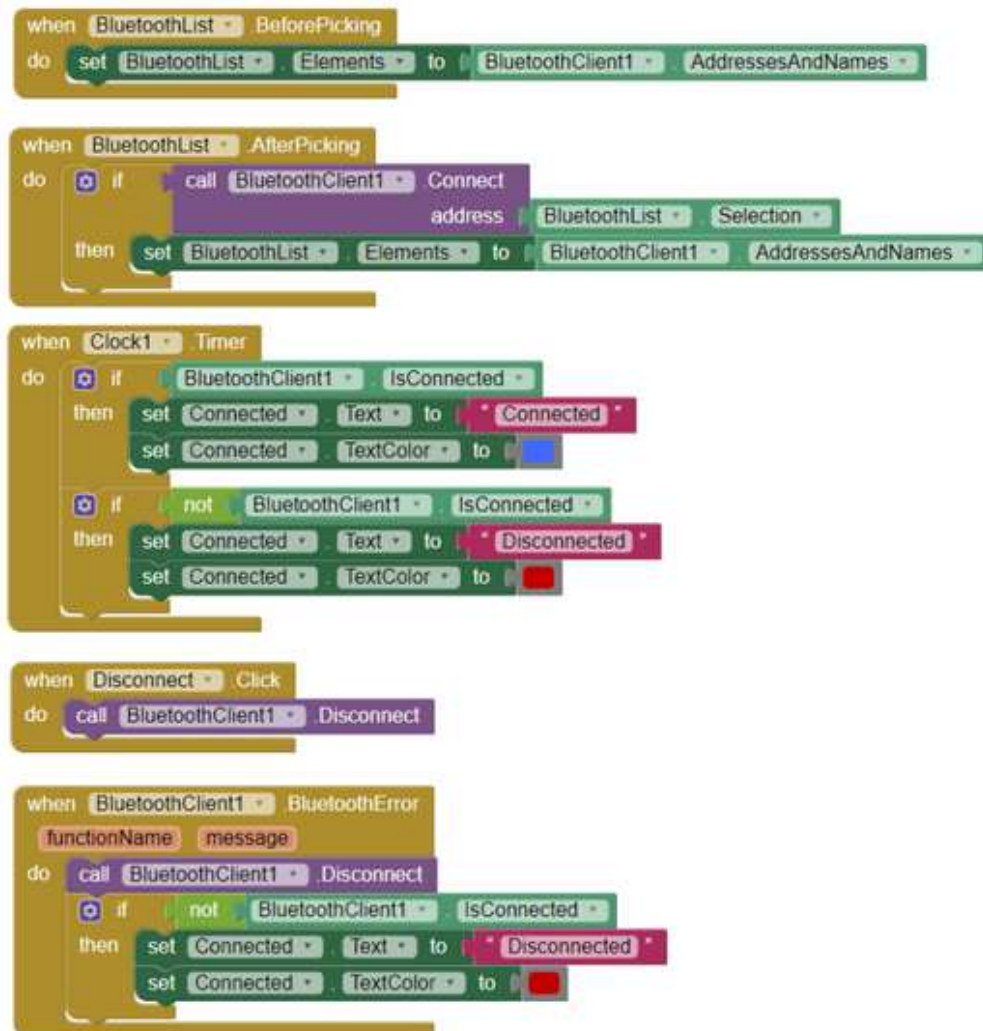 when BluetoothList .BeforePicking
do set BluetoothList . Elements to BluetoothClient1 . AddressesAndNames
when BluetoothList .AfterPicking
do if call BluetoothClient1 .Connect
address BluetoothList . Selection
then set BluetoothList . Elements to BluetoothClient1 . AddressesAndNames
when Clock1 .Timer
do if BluetoothClient1 . IsConnected
then set Connected . Text to " Connected "
set Connected . TextColor to
if not BluetoothClient1 . IsConnected
then set Connected . Text to " Disconnected "
set Connected . TextColor to
when Disconnect .Click
do call BluetoothClient1 .Disconnect
when BluetoothClient1 .BluetoothError
functionName message
do call BluetoothClient1 .Disconnect
if not BluetoothClient1 . IsConnected
then set Connected . Text to " Disconnected "
set Connected . TextColor to